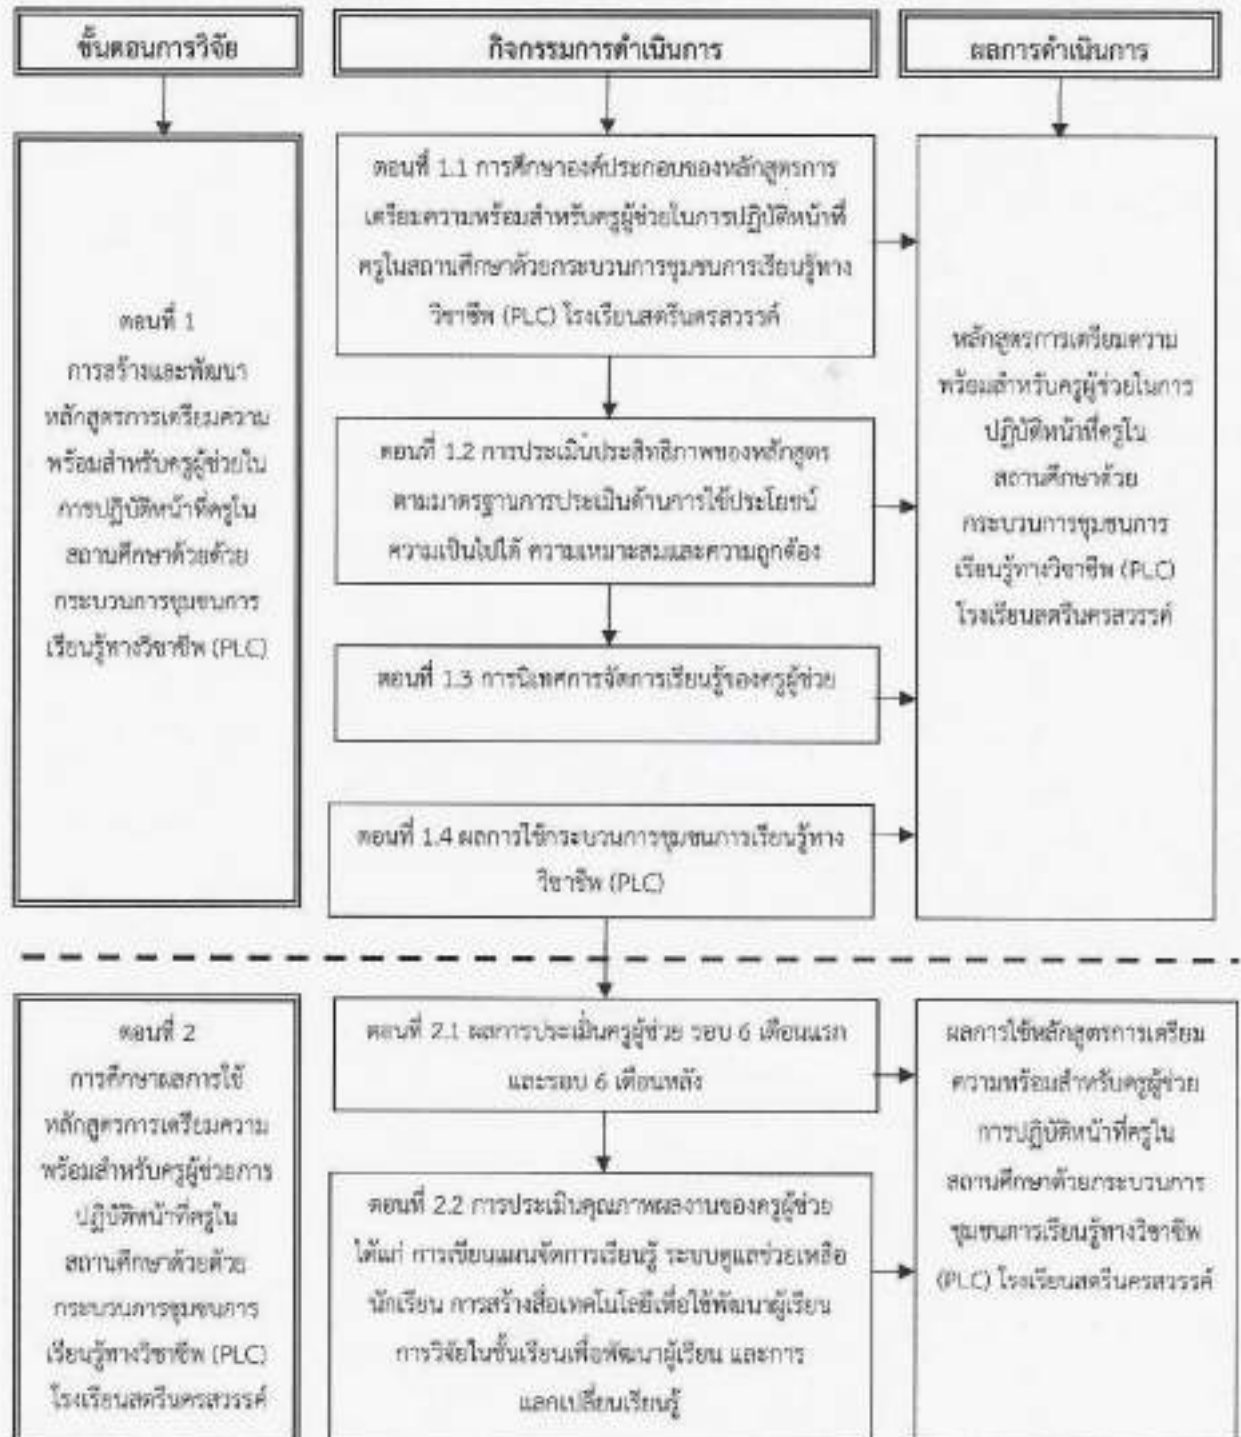 ขั้นตอนการวิจัย
กิจกรรมการดำเนินการ
ผลการดำเนินการ
ตอนที่ 1
การสร้างและพัฒนา
หลักสูตรการเตรียมความ
พร้อมสำหรับครูผู้ช่วยใน
การปฏิบัติหน้าที่ครูใน
สถานศึกษาด้วยด้วย
กระบวนการชุมชนการ
เรียนรู้ทางวิชาชีพ (PLC)
ตอนที่ 1.1 การศึกษาองค์ประกอบของหลักสูตรการ
เตรียมความพร้อมสำหรับครูผู้ช่วยในการปฏิบัติหน้าที่
ครูในสถานศึกษาด้วยกระบวนการชุมชนการเรียนรู้ทาง
วิชาชีพ (PLC) โรงเรียนสตรีนครสวรรค์
ตอนที่ 1.2 การประเมินประสิทธิภาพของหลักสูตร
ตามมาตรฐานการประเมินด้านการใช้ประโยชน์
ความเป็นไปได้ ความเหมาะสมและความถูกต้อง
ตอนที่ 1.3 การนิเทศการจัดการเรียนรู้ของครูผู้ช่วย
ตอนที่ 1.4 ผลการใช้กระบวนการชุมชนการเรียนรู้ทาง
วิชาชีพ (PLC)
หลักสูตรการเตรียมความ
พร้อมสำหรับครูผู้ช่วยในการ
ปฏิบัติหน้าที่ครูใน
สถานศึกษาด้วย
กระบวนการชุมชนการ
เรียนรู้ทางวิชาชีพ (PLC)
โรงเรียนสตรีนครสวรรค์
ตอนที่ 2
การศึกษาผลการใช้
หลักสูตรการเตรียมความ
พร้อมสำหรับครูผู้ช่วยการ
ปฏิบัติหน้าที่ครูใน
สถานศึกษาด้วยด้วย
กระบวนการชุมชนการ
เรียนรู้ทางวิชาชีพ (PLC)
โรงเรียนสตรีนครสวรรค์
ตอนที่ 2.1 ผลการประเมินครูผู้ช่วย รอบ 6 เดือนแรก
และรอบ 6 เดือนหลัง
ตอนที่ 2.2 การประเมินคุณภาพผลงานของครูผู้ช่วย
ได้แก่ การเขียนแผนจัดการเรียนรู้ ระบบดูแลช่วยเหลือ
นักเรียน การสร้างสื่อเทคโนโลยีเพื่อใช้พัฒนาผู้เรียน
การวิจัยในชั้นเรียนเพื่อพัฒนาผู้เรียน และการ
แลกเปลี่ยนเรียนรู้
ผลการใช้หลักสูตรการเตรียม
ความพร้อมสำหรับครูผู้ช่วย
การปฏิบัติหน้าที่ครูใน
สถานศึกษาด้วยกระบวนการ
ชุมชนการเรียนรู้ทางวิชาชีพ
(PLC) โรงเรียนสตรีนครสวรรค์